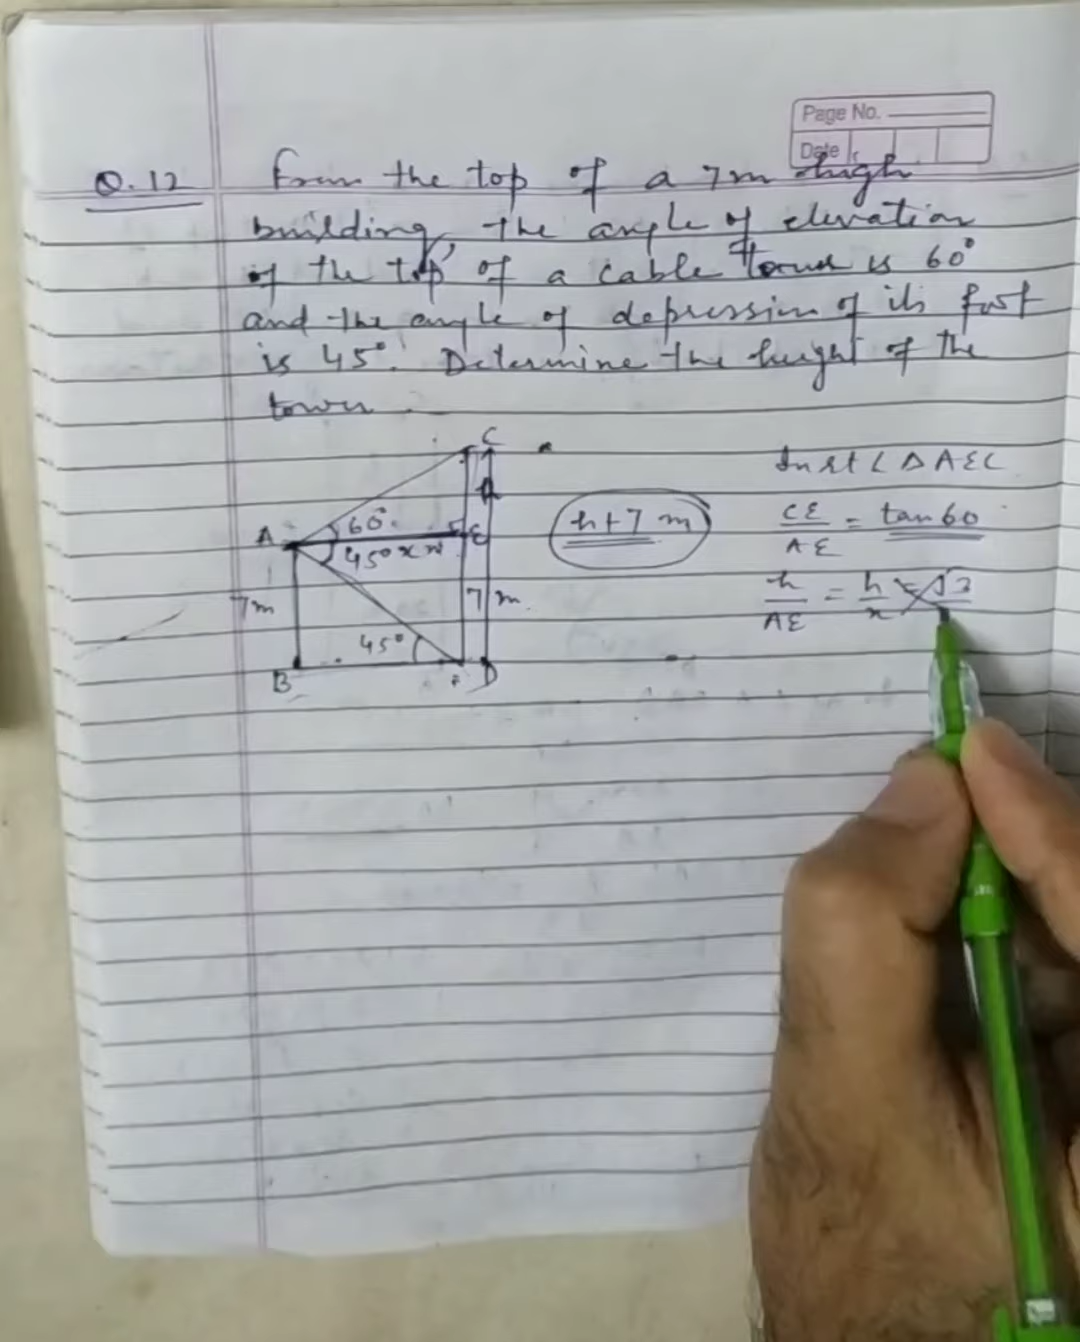 Page No.
Date
Q.12 From the top of a 7m high
building, the angle of elevation
of the top of a cable tower is 60°
and the angle of depression of its foot
is 45°. Determine the height of the
tower.
C
h
A 60°. E
45° x m
7m 7 m
45°
B D
h+7 m
In rt ∠ △ AEC
CE/AE = tan 60
h/AE = h/x = √3